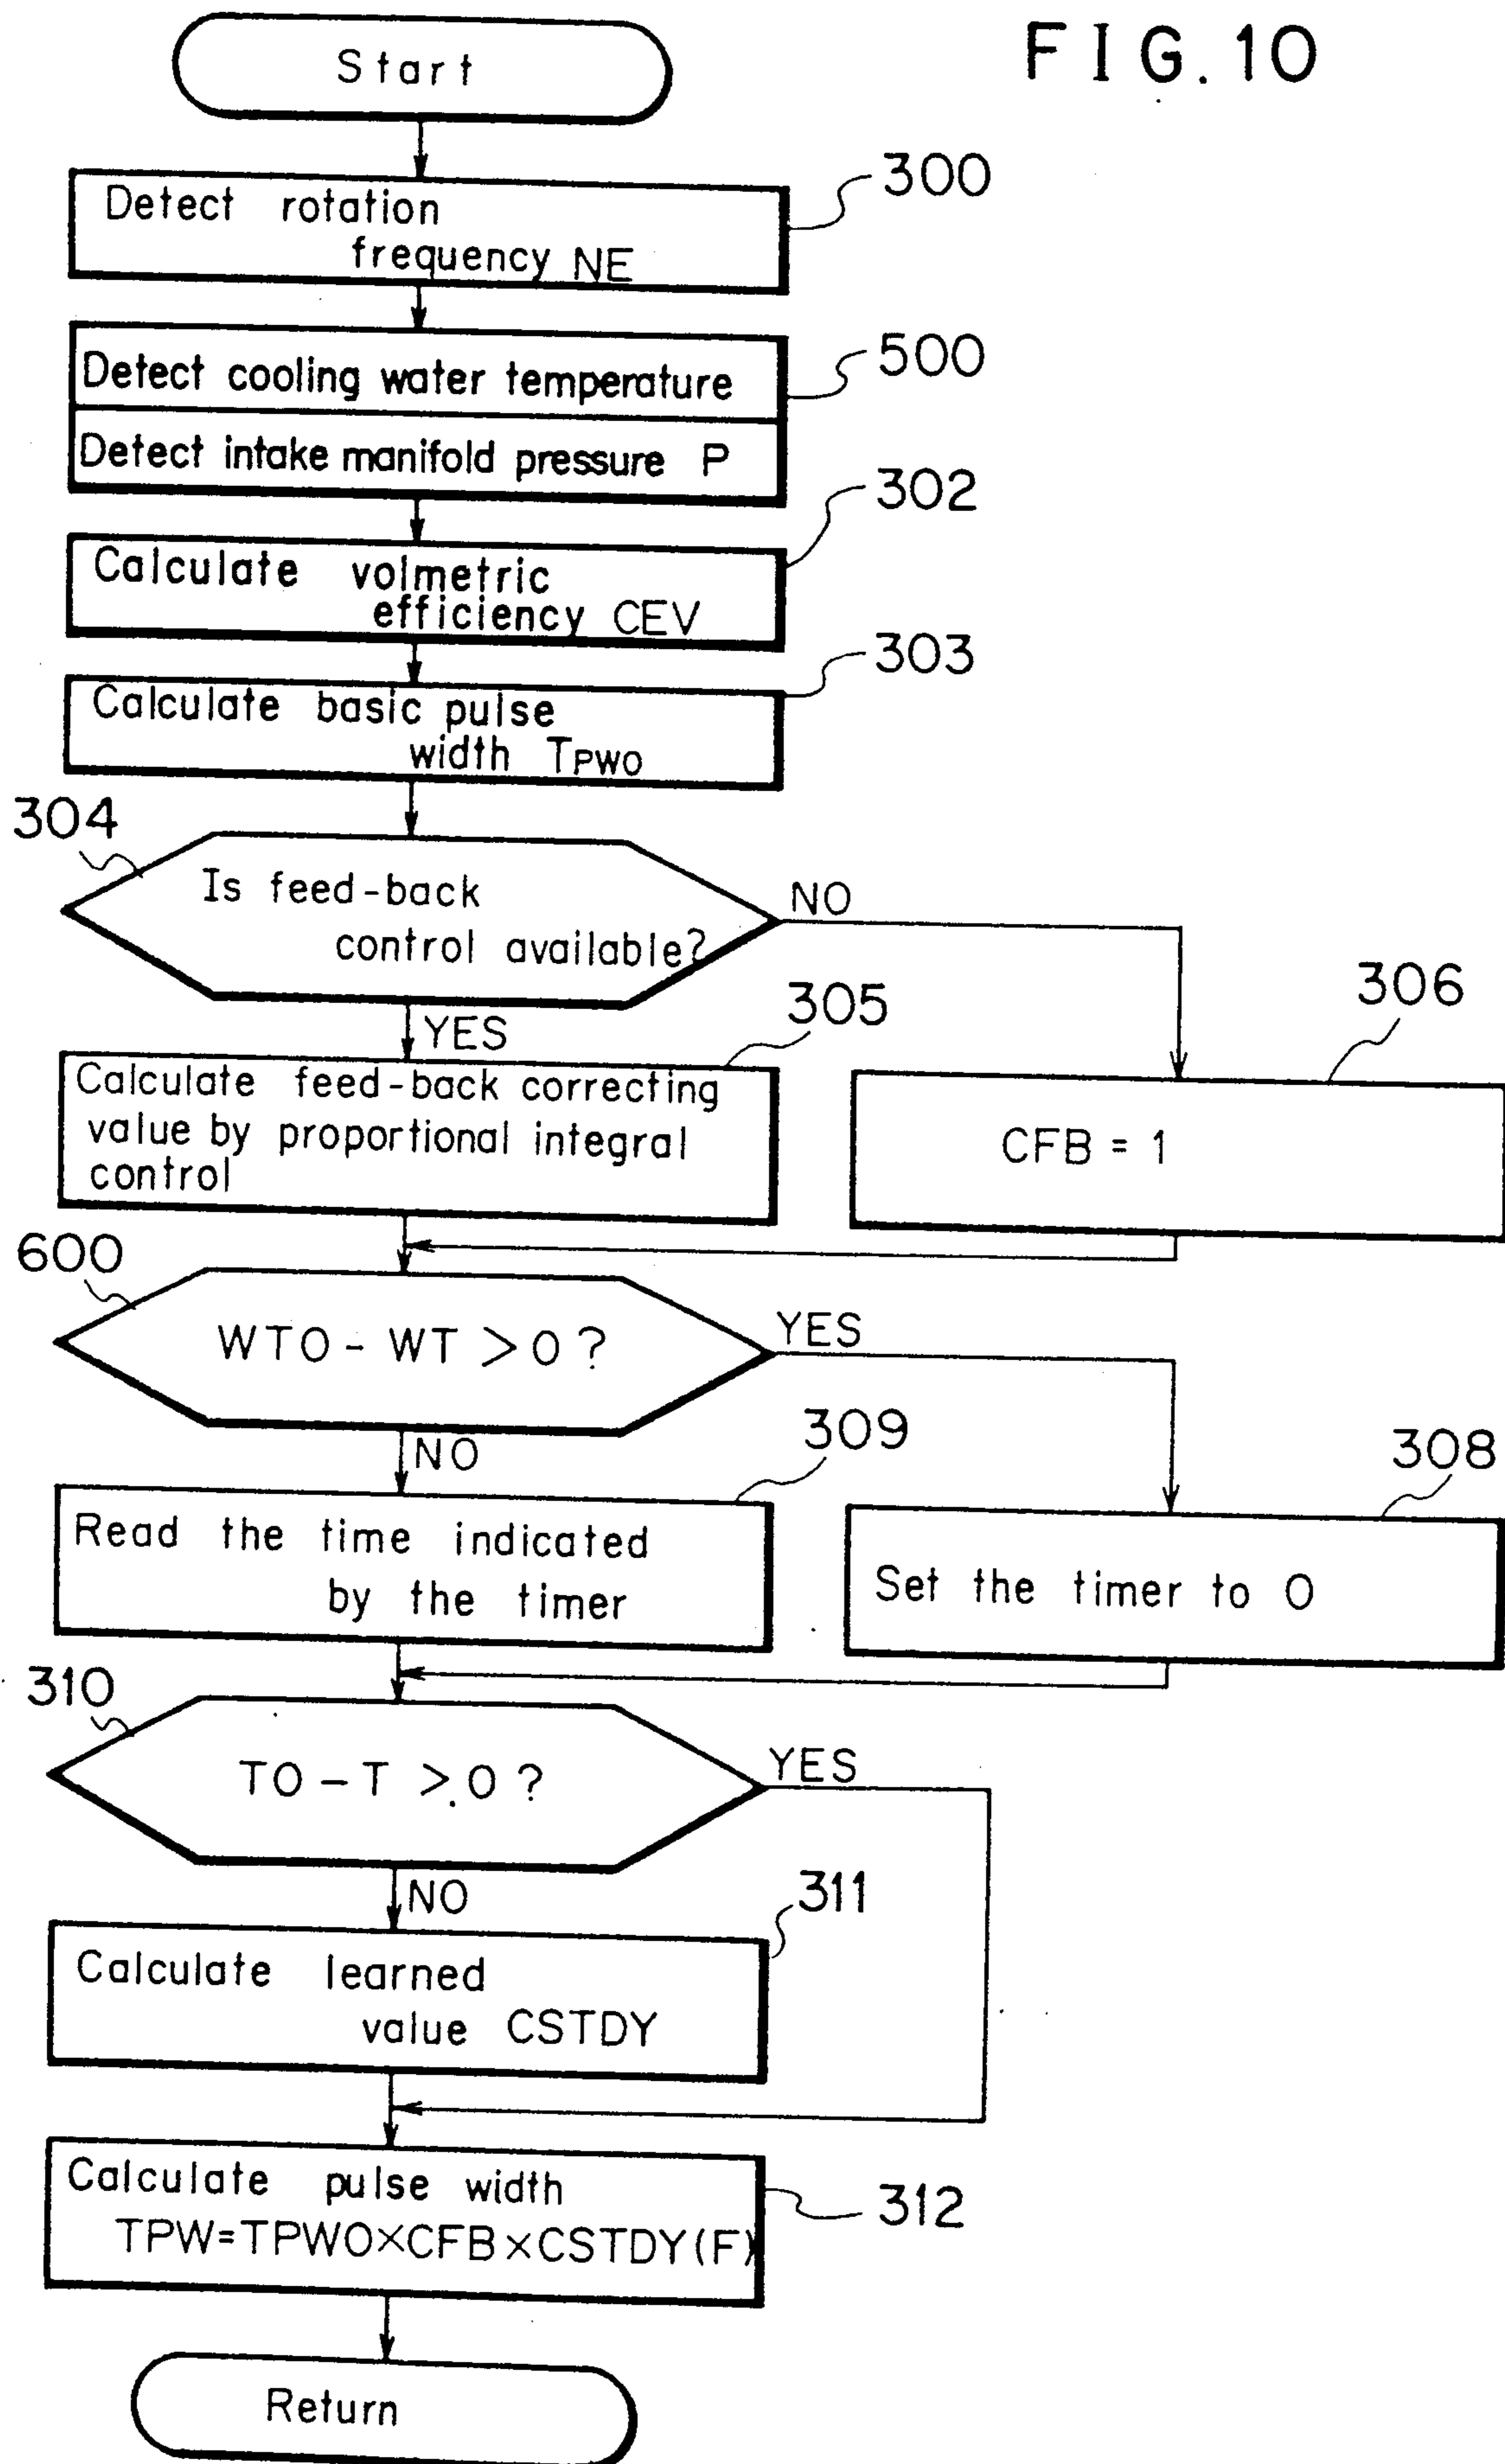 FIG. 10
Start
300
Detect rotation
frequency NE
500
Detect cooling water temperature
Detect intake manifold pressure P
302
Calculate volmetric
efficiency CEV
303
Calculate basic pulse
width TPWO
304
Is feed-back
control available?
NO
YES
305
Calculate feed-back correcting
value by proportional integral
control
306
CFB = 1
600
WTO - WT > O ?
YES
NO
309
Read the time indicated
by the timer
308
Set the timer to O
310
TO - T > O ?
YES
NO
311
Calculate learned
value CSTDY
312
Calculate pulse width
TPW=TPWO×CFB×CSTDY(F)
Return